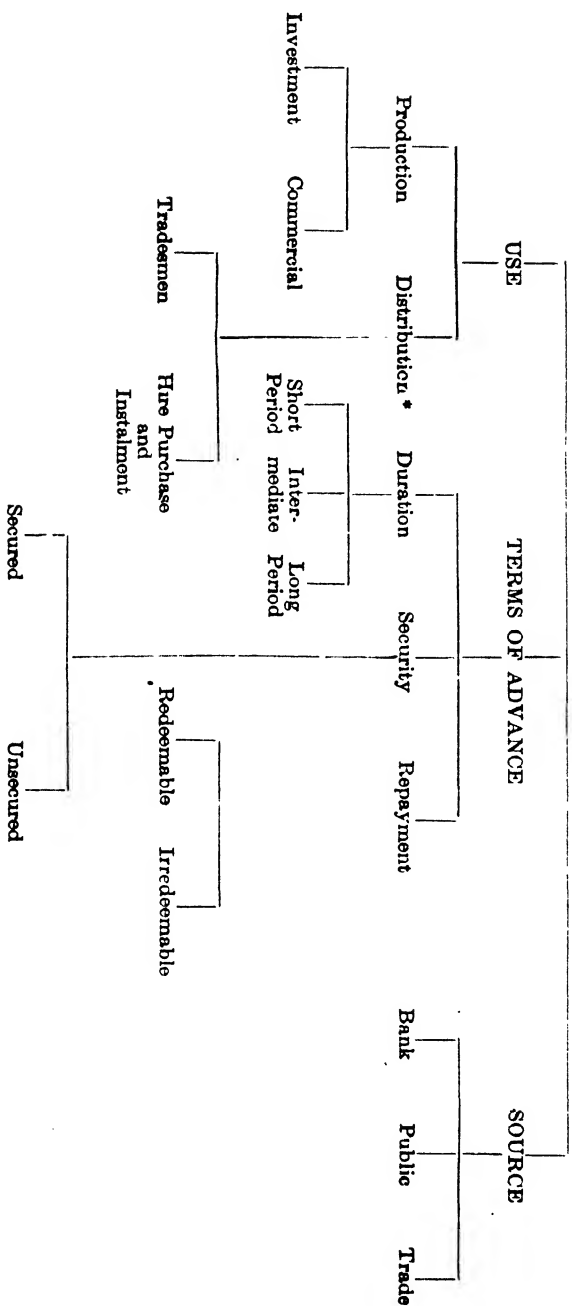 USE TERMS OF ADVANCE SOURCE
Production Distribution * Duration Security Repayment Bank Public Trade
Investment Commercial Short Period Inter-mediate Long Period
Tradesmen Hire Purchase and Instalment Redeemable Irredeemable
Secured Unsecured